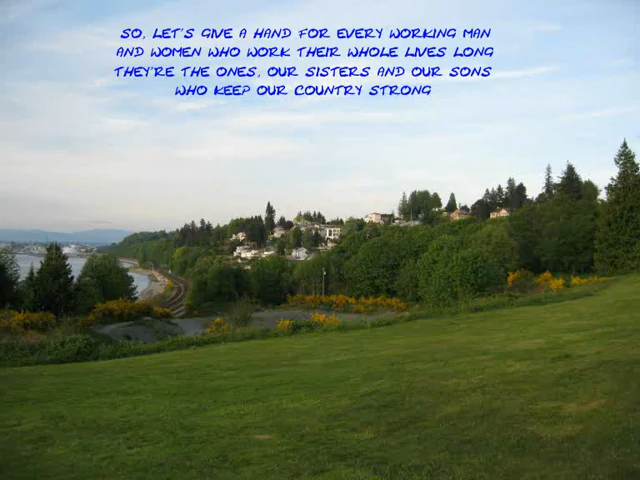 SO, LET'S GIVE A HAND FOR EVERY WORKING MAN
AND WOMEN WHO WORK THEIR WHOLE LIVES LONG
THEY'RE THE ONES, OUR SISTERS AND OUR SONS
WHO KEEP OUR COUNTRY STRONG